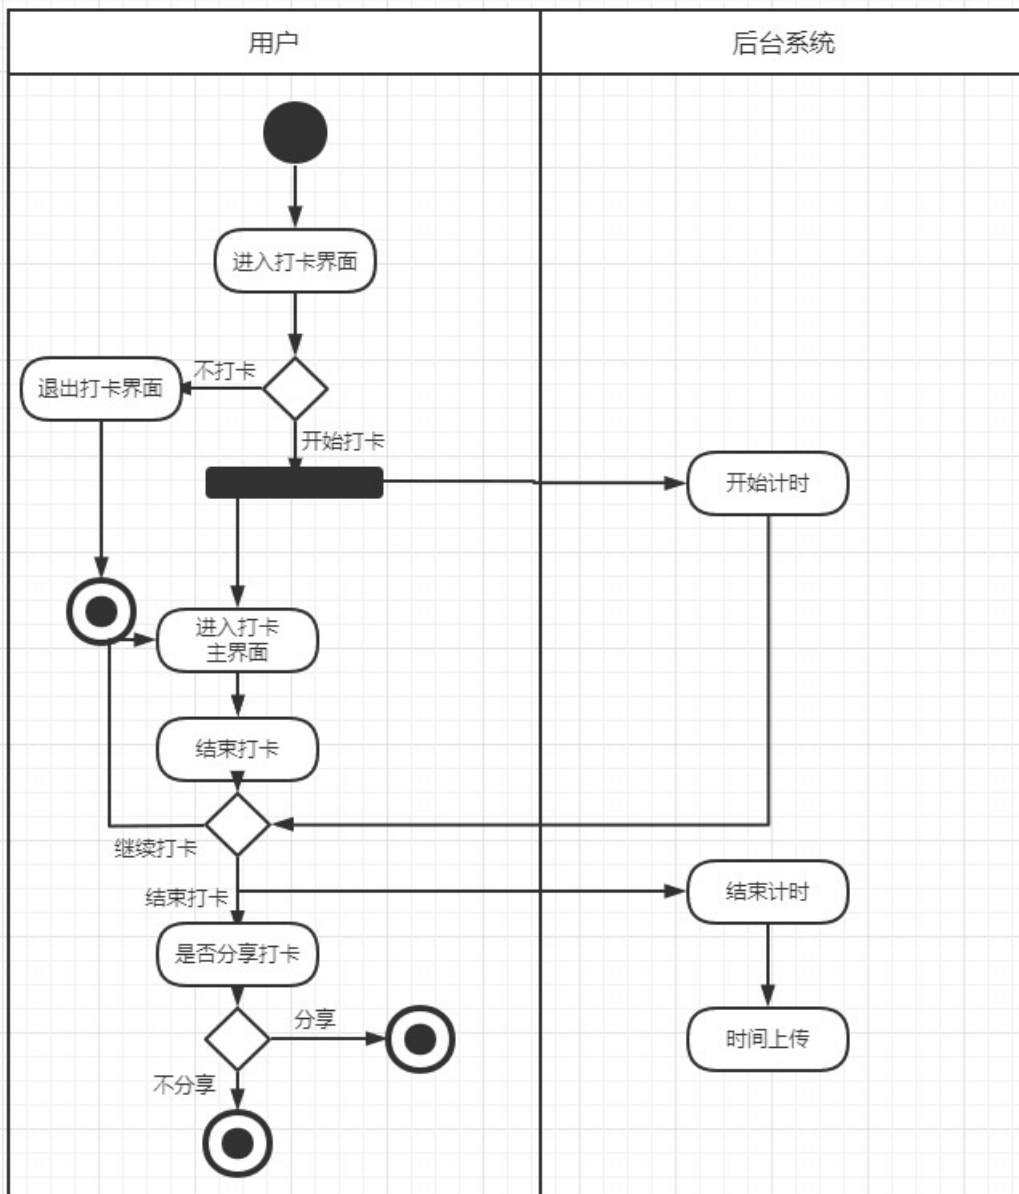 用户
后台系统
进入打卡界面
不打卡
退出打卡界面
开始打卡
开始计时
进入打卡
主界面
结束打卡
继续打卡
结束打卡
结束计时
是否分享打卡
分享
时间上传
不分享